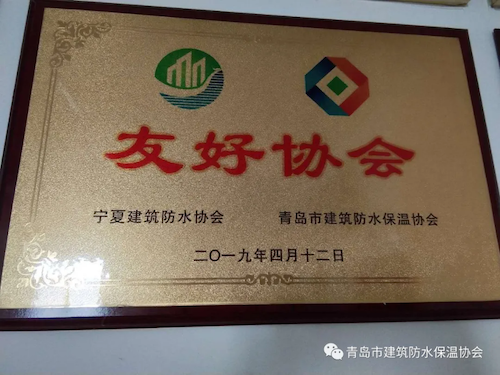 友好协会
宁夏建筑防水协会 青岛市建筑防水保温协会
二〇一九年四月十二日
青岛市建筑防水保温协会